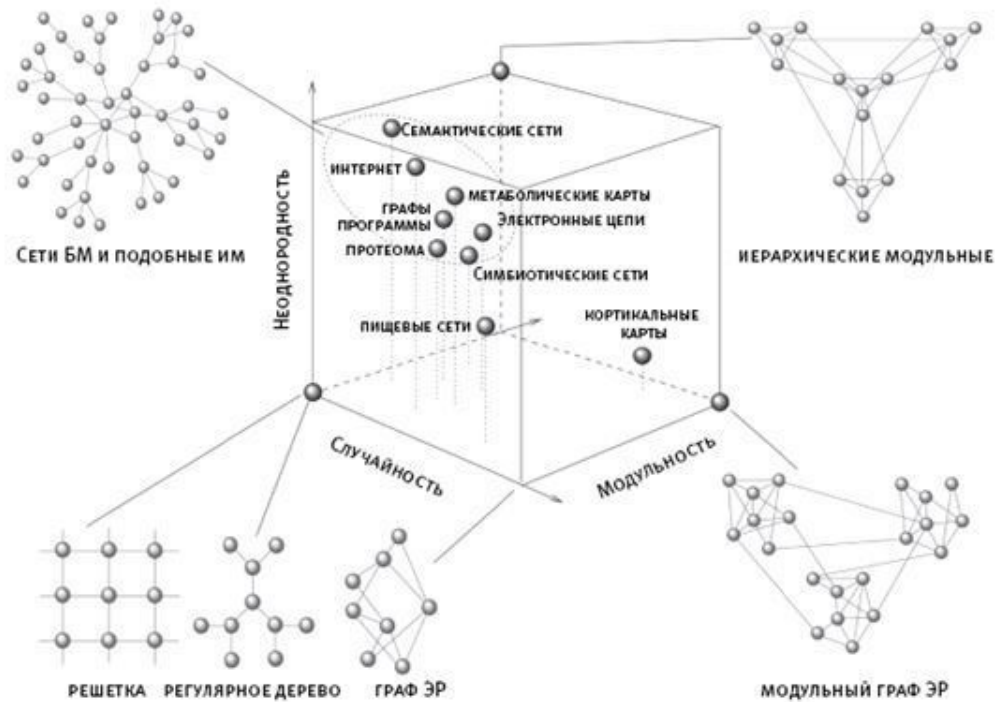 Семантические сети
интернет
метаболические карты
графы
программы
Электронные цепи
Сети БМ и подобные им
протеома
Симбиотические сети
иерархические модульные
Неоднородность
пищевые сети
кортикальные
карты
Случайность
Модульность
решетка
регулярное дерево
граф ЭР
модульный граф ЭР